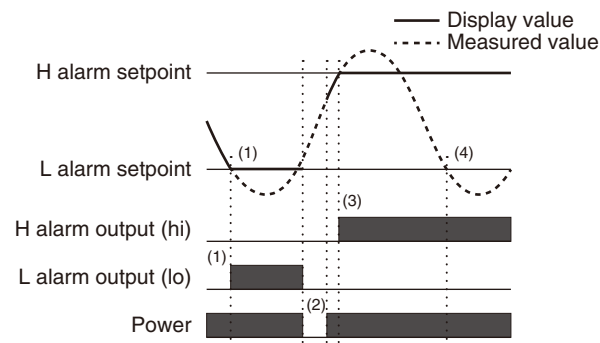 Display value
Measured value
H alarm setpoint
(1)
(4)
L alarm setpoint
(3)
H alarm output (hi)
(1)
L alarm output (lo)
(2)
Power